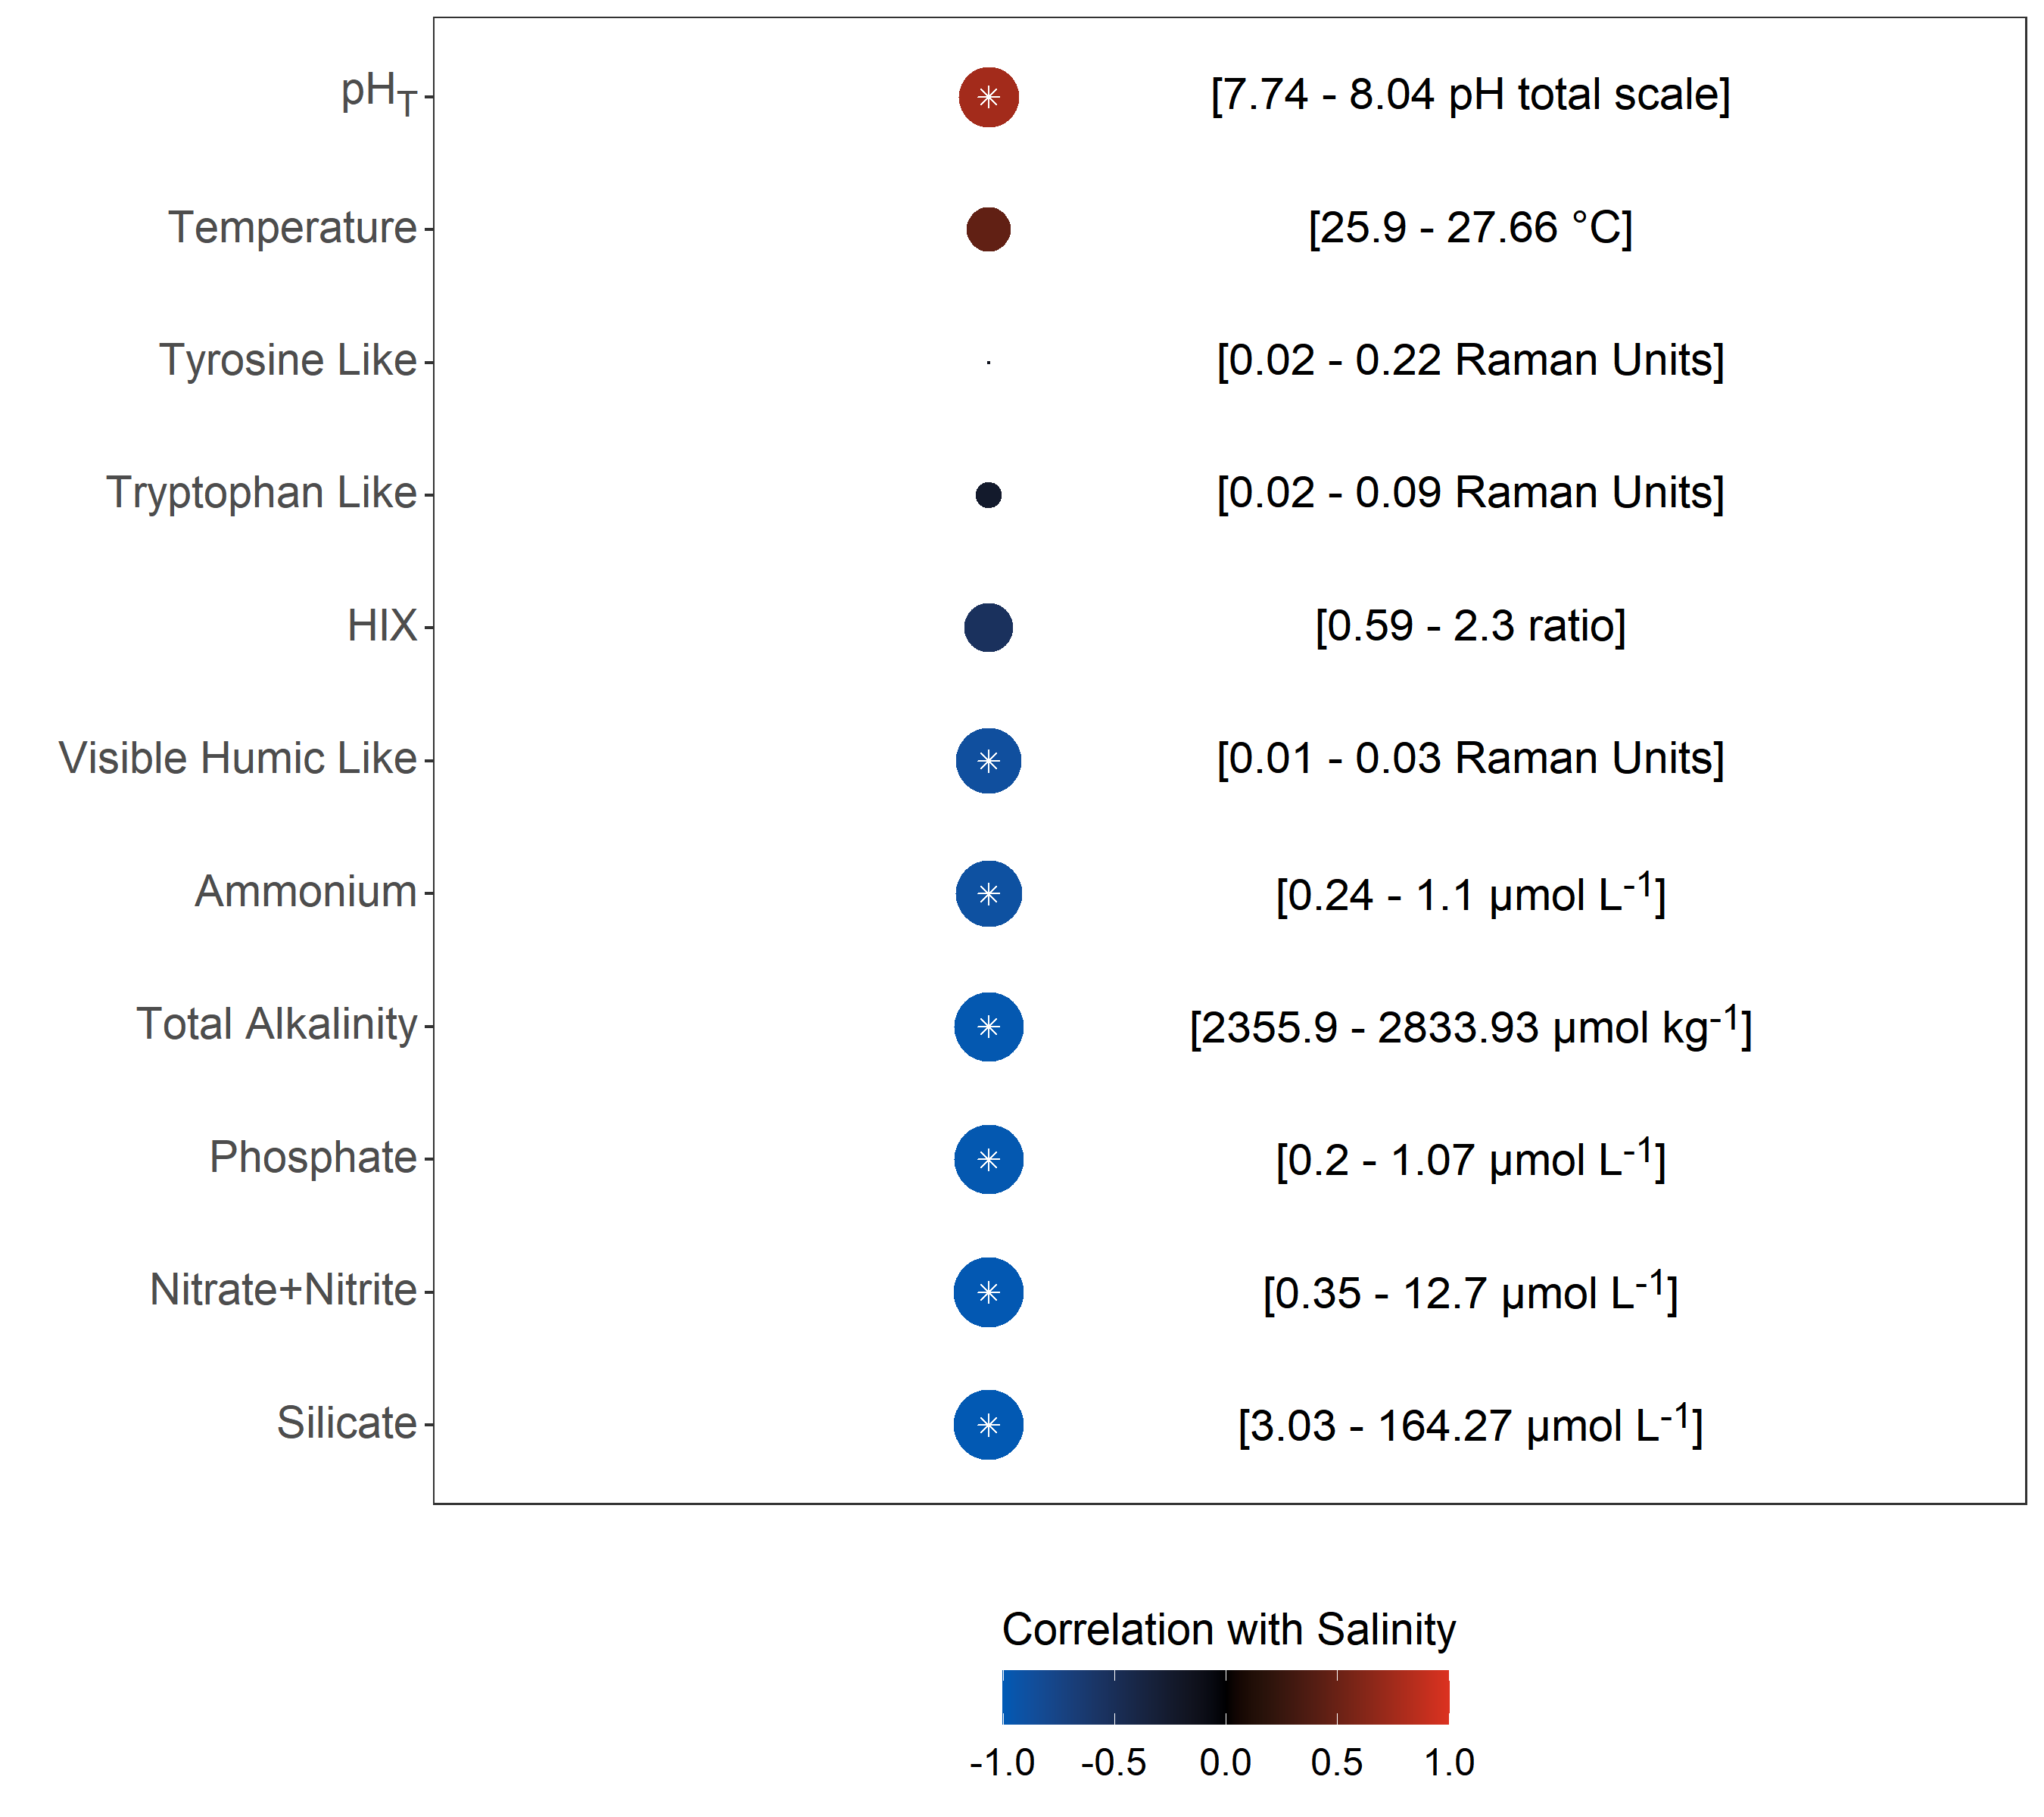 pH_T [7.74 - 8.04 pH total scale]
Temperature [25.9 - 27.66 °C]
Tyrosine Like [0.02 - 0.22 Raman Units]
Tryptophan Like [0.02 - 0.09 Raman Units]
HIX [0.59 - 2.3 ratio]
Visible Humic Like [0.01 - 0.03 Raman Units]
Ammonium [0.24 - 1.1 µmol L⁻¹]
Total Alkalinity [2355.9 - 2833.93 µmol kg⁻¹]
Phosphate [0.2 - 1.07 µmol L⁻¹]
Nitrate+Nitrite [0.35 - 12.7 µmol L⁻¹]
Silicate [3.03 - 164.27 µmol L⁻¹]
Correlation with Salinity
-1.0 -0.5 0.0 0.5 1.0